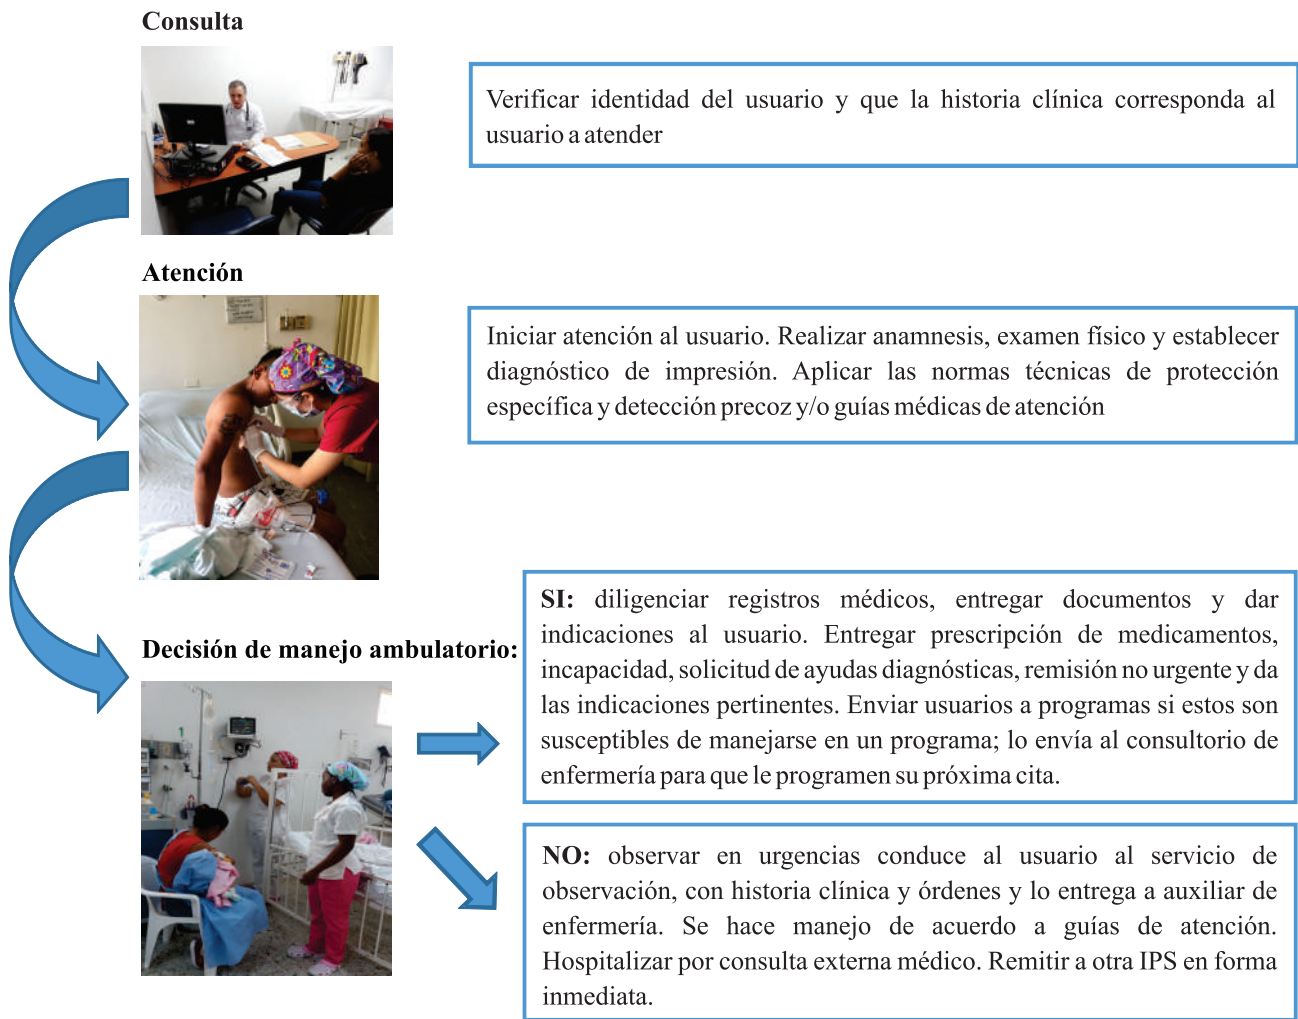 Consulta
Verificar identidad del usuario y que la historia clínica corresponda al
usuario a atender
Atención
Iniciar atención al usuario. Realizar anamnesis, examen físico y establecer
diagnóstico de impresión. Aplicar las normas técnicas de protección
específica y detección precoz y/o guías médicas de atención
Decisión de manejo ambulatorio:
SI: diligenciar registros médicos, entregar documentos y dar
indicaciones al usuario. Entregar prescripción de medicamentos,
incapacidad, solicitud de ayudas diagnósticas, remisión no urgente y da
las indicaciones pertinentes. Enviar usuarios a programas si estos son
susceptibles de manejarse en un programa; lo envía al consultorio de
enfermería para que le programen su próxima cita.
NO: observar en urgencias conduce al usuario al servicio de
observación, con historia clínica y órdenes y lo entrega a auxiliar de
enfermería. Se hace manejo de acuerdo a guías de atención.
Hospitalizar por consulta externa médico. Remitir a otra IPS en forma
inmediata.